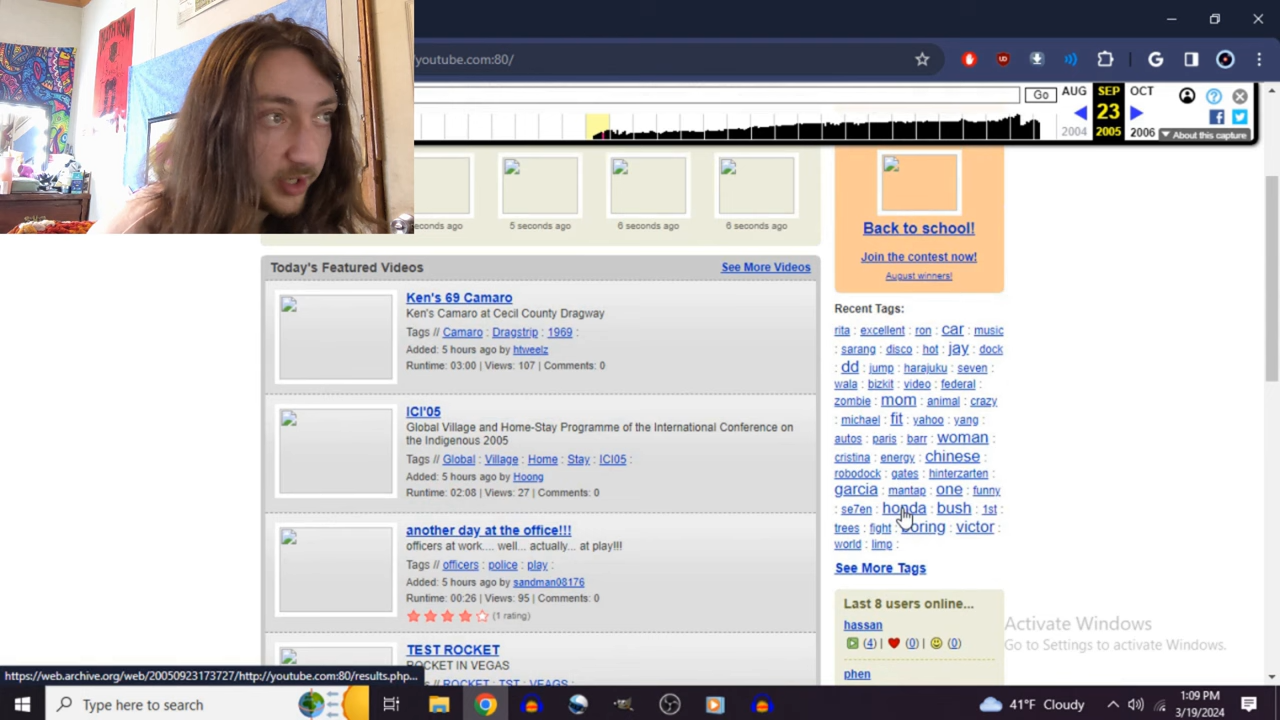 youtube.com:80/
Go
AUG SEP OCT
23
2004 2005 2006
About this capture
seconds ago 5 seconds ago 6 seconds ago 6 seconds ago
Back to school!
Join the contest now!
August winners!
Today's Featured Videos See More Videos
Ken's 69 Camaro
Ken's Camaro at Cecil County Dragway
Tags // Camaro : Dragstrip : 1969 :
Added: 5 hours ago by htweelz
Runtime: 03:00 | Views: 107 | Comments: 0
ICI'05
Global Village and Home-Stay Programme of the International Conference on
the Indigenous 2005
Tags // Global : Village : Home : Stay : ICI05 :
Added: 5 hours ago by Hoong
Runtime: 02:08 | Views: 27 | Comments: 0
another day at the office!!!
officers at work.... well... actually... at play!!!
Tags // officers : police : play :
Added: 5 hours ago by sandman08176
Runtime: 00:26 | Views: 95 | Comments: 0
(1 rating)
TEST ROCKET
ROCKET IN VEGAS
ROCKET : TST : VEAGS :
Recent Tags:
rita : excellent : ron : car : music
: sarang : disco : hot : jay : dock
: dd : jump : harajuku : seven :
wala : bizkit : video : federal :
zombie : mom : animal : crazy
: michael : fit : yahoo : yang :
autos : paris : barr : woman :
cristina : energy : chinese :
robodock : gates : hinterzarten :
garcia : mantap : one : funny
: se7en : honda : bush : 1st :
trees : fight : boring : victor :
world : limp :
See More Tags
Last 8 users online...
hassan
(4) | (0) | (0)
phen
Activate Windows
Go to Settings to activate Windows.
https://web.archive.org/web/20050923173727/http://youtube.com:80/results.php...
Type here to search
41°F Cloudy
1:09 PM
3/19/2024